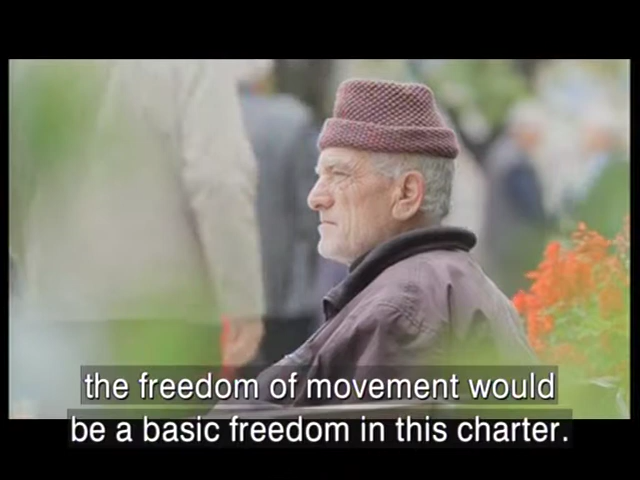 the freedom of movement would
be a basic freedom in this charter.